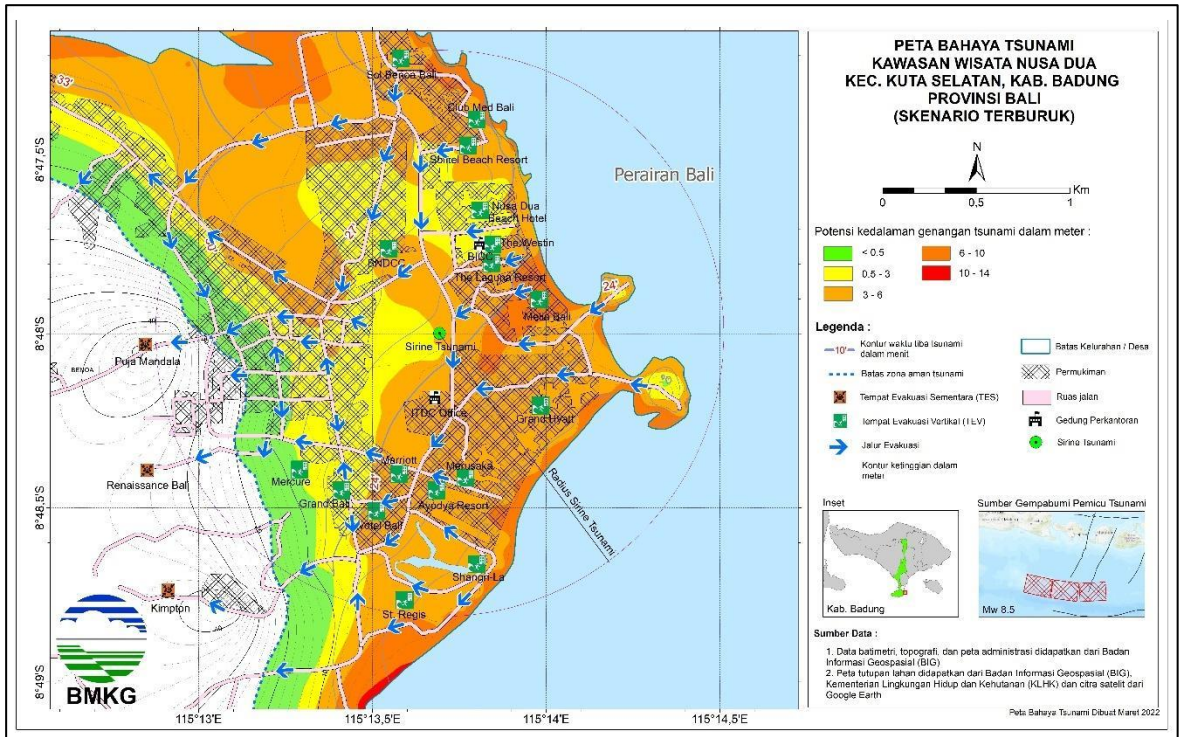 PETA BAHAYA TSUNAMI
KAWASAN WISATA NUSA DUA
KEC. KUTA SELATAN, KAB. BADUNG
PROVINSI BALI
(SKENARIO TERBURUK)
N
0 0,5 1 Km
Potensi kedalaman genangan tsunami dalam meter :
< 0.5
6 - 10
0.5 - 3
10 - 14
3 - 6
Legenda :
10'
Kontur waktu tiba tsunami
dalam menit
Batas zona aman tsunami
Tempat Evakuasi Sementara (TES)
Tempat Evakuasi Vertikal (TEV)
Jalur Evakuasi
Kontur ketinggian dalam
meter
Batas Kelurahan / Desa
Permukiman
Ruas jalan
Gedung Perkantoran
Sirine Tsunami
Inset
Kab. Badung
Sumber Gempabumi Pemicu Tsunami
Mw 8.5
Sumber Data :
1. Data batimetri, topografi, dan peta administrasi didapatkan dari Badan
Informasi Geospasial (BIG)
2. Peta tutupan lahan didapatkan dari Badan Informasi Geospasial (BIG),
Kementerian Lingkungan Hidup dan Kehutanan (KLHK) dan citra satelit dari
Google Earth
Peta Bahaya Tsunami Dibuat Maret 2022
33'
Sol Benoa Bali
Club Med Bali
Sofitel Beach Resort
Perairan Bali
Nusa Dua
Beach Hotel
27'
BNDCC
The Westin
BICC
The Laguna Resort
24'
Melia Bali
Sirine Tsunami
Puja Mandala
BENOA
ITDC Office
Grand Hyatt
Renaissance Bali
Mercure
Marriott
Merusaka
Grand Bali
24'
Ayodya Resort
Novotel Bali
Radius Sirine Tsunami
Shangri-La
Kimpton
St. Regis
BMKG
8°47,5'S
8°48'S
8°48,5'S
8°49'S
115°13'E
115°13,5'E
115°14'E
115°14,5'E